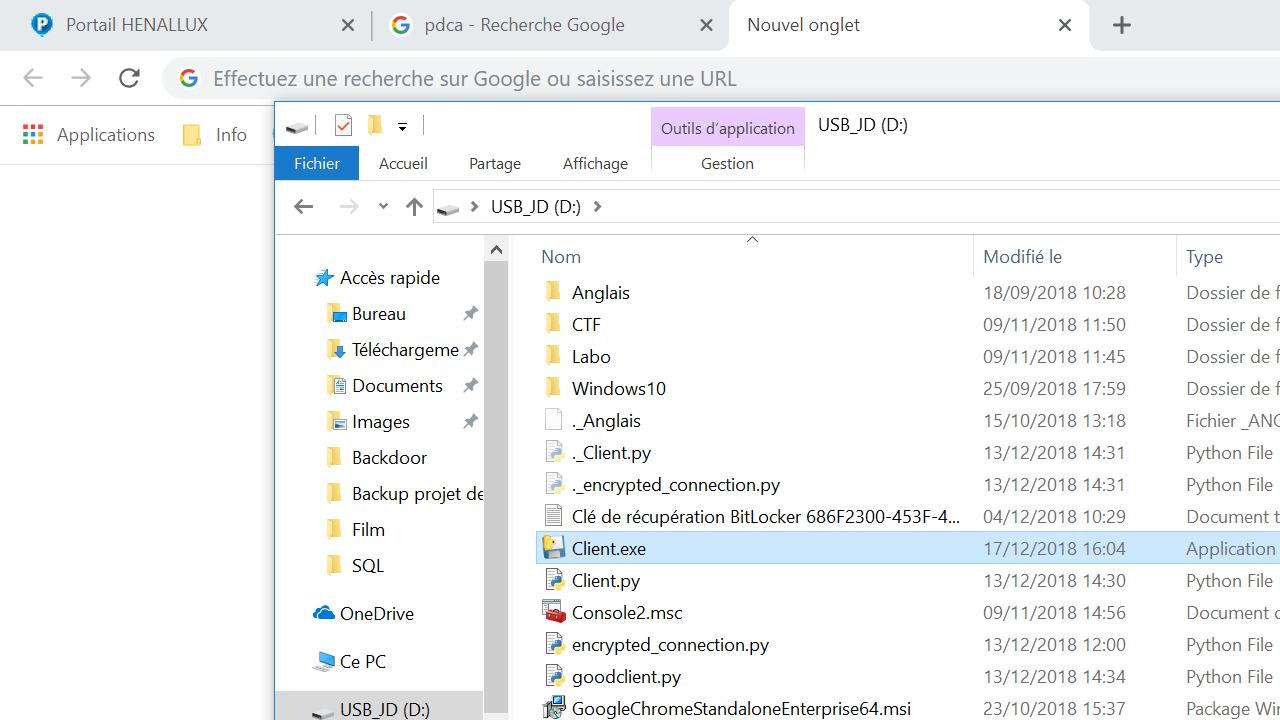 Portail HENALLUX
pdca - Recherche Google
Nouvel onglet
Effectuez une recherche sur Google ou saisissez une URL
Applications
Info
Outils d'application
USB_JD (D:)
Fichier
Accueil
Partage
Affichage
Gestion
USB_JD (D:)
Nom
Modifié le
Type
Accès rapide
Bureau
Téléchargeme
Documents
Images
Backdoor
Backup projet de
Film
SQL
OneDrive
Ce PC
USB_JD (D:)
Anglais 18/09/2018 10:28 Dossier de f
CTF 09/11/2018 11:50 Dossier de f
Labo 09/11/2018 11:45 Dossier de f
Windows10 25/09/2018 17:59 Dossier de f
._Anglais 15/10/2018 13:18 Fichier _ANG
._Client.py 13/12/2018 14:31 Python File
._encrypted_connection.py 13/12/2018 14:31 Python File
Clé de récupération BitLocker 686F2300-453F-4... 04/12/2018 10:29 Document t
Client.exe 17/12/2018 16:04 Application
Client.py 13/12/2018 14:30 Python File
Console2.msc 09/11/2018 14:56 Document c
encrypted_connection.py 13/12/2018 12:00 Python File
goodclient.py 13/12/2018 14:34 Python File
GoogleChromeStandaloneEnterprise64.msi 23/10/2018 15:37 Package Win